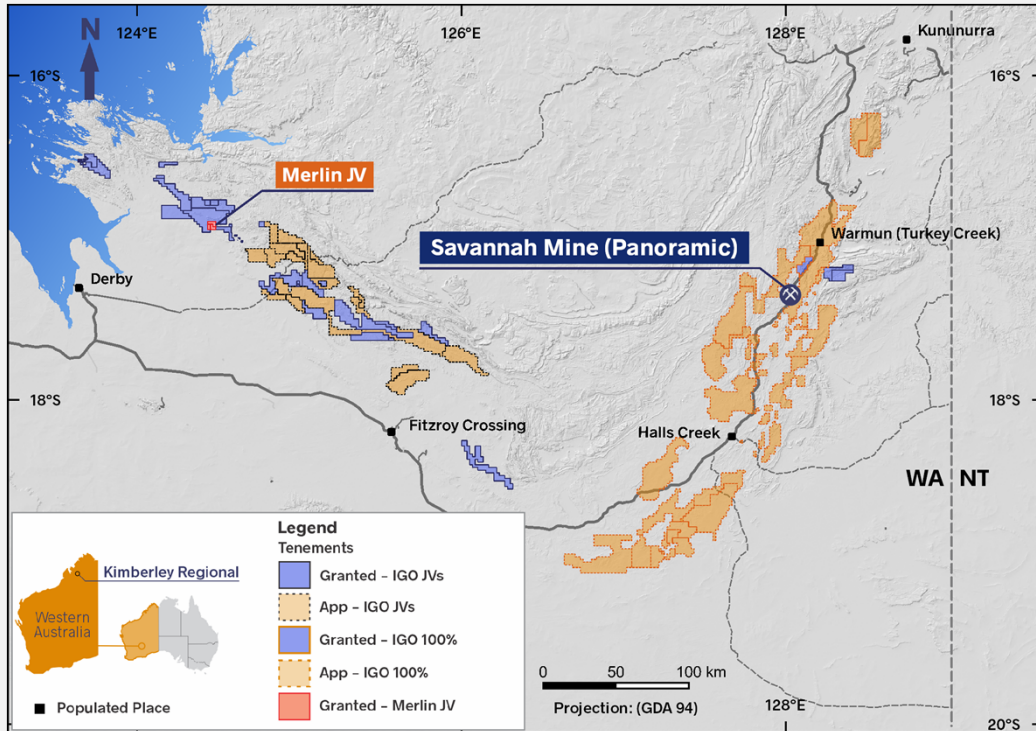 N
124°E
126°E
128°E
Kununurra
16°S
16°S
Merlin JV
Savannah Mine (Panoramic)
Warmun (Turkey Creek)
Derby
18°S
18°S
Fitzroy Crossing
Halls Creek
WA NT
Legend
Tenements
Granted – IGO JVs
App – IGO JVs
Granted – IGO 100%
App – IGO 100%
Granted – Merlin JV
Kimberley Regional
Western
Australia
Populated Place
0 50 100 km
Projection: (GDA 94)
128°E
20°S